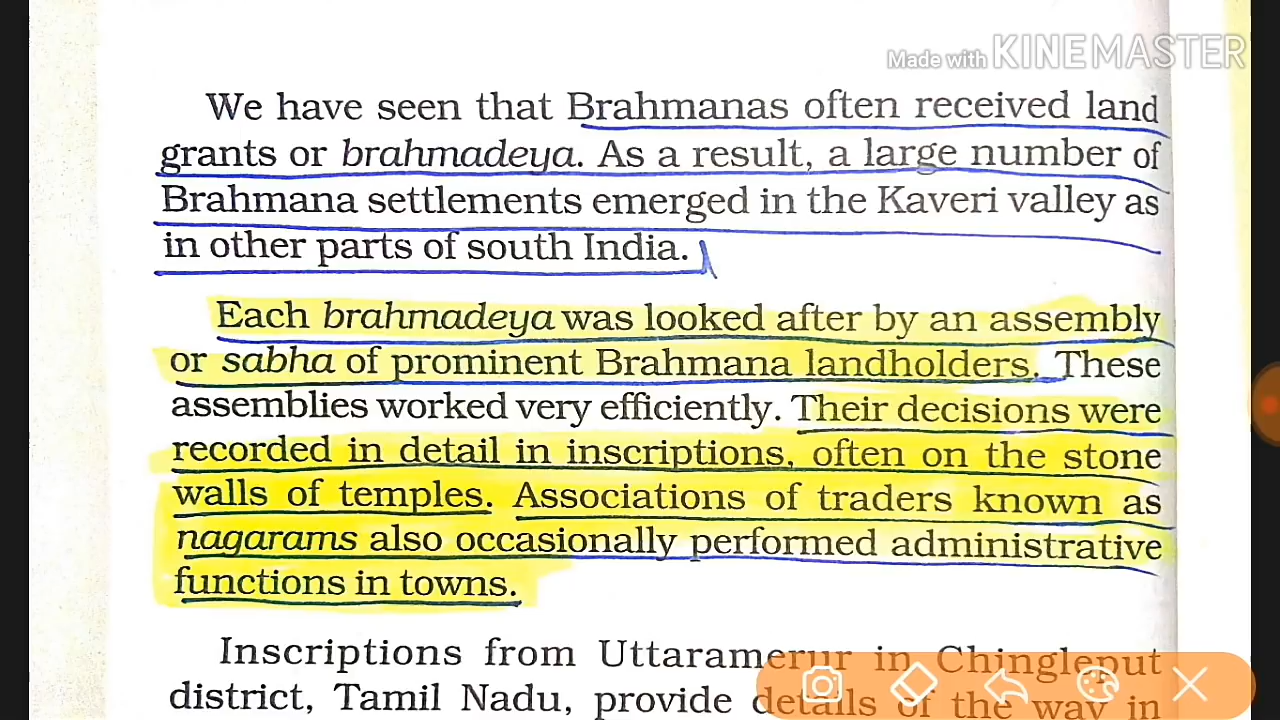 Made with KINEMASTER
We have seen that Brahmanas often received land
grants or brahmadeya. As a result, a large number of
Brahmana settlements emerged in the Kaveri valley as
in other parts of south India.
Each brahmadeya was looked after by an assembly
or sabha of prominent Brahmana landholders. These
assemblies worked very efficiently. Their decisions were
recorded in detail in inscriptions, often on the stone
walls of temples. Associations of traders known as
nagarams also occasionally performed administrative
functions in towns.
Inscriptions from Uttaramerur in Chingleput
district, Tamil Nadu, provide details of the way in